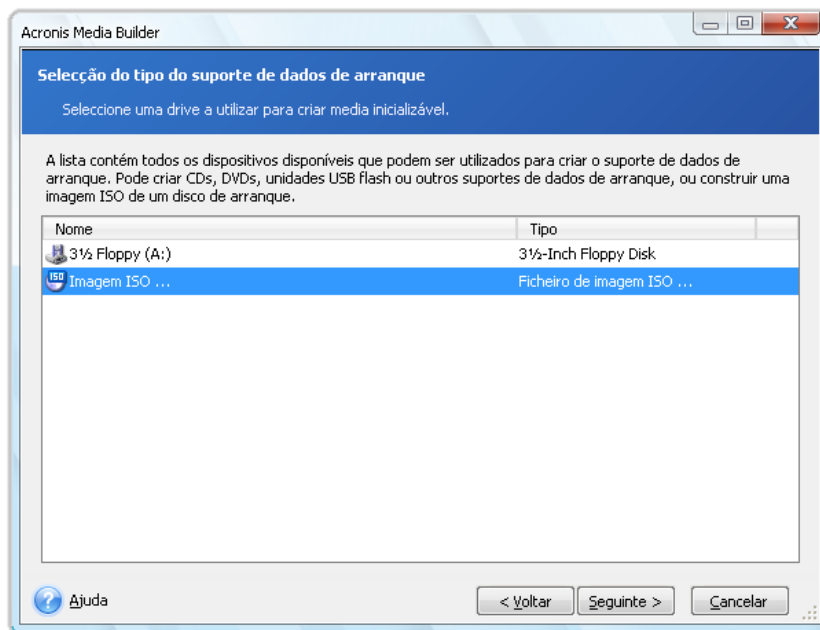 Acronis Media Builder
Selecção do tipo do suporte de dados de arranque
Seleccione uma drive a utilizar para criar media inicializável.
A lista contém todos os dispositivos disponíveis que podem ser utilizados para criar o suporte de dados de
arranque. Pode criar CDs, DVDs, unidades USB flash ou outros suportes de dados de arranque, ou construir uma
imagem ISO de um disco de arranque.
Nome Tipo
3½ Floppy (A:) 3½-Inch Floppy Disk
ISO Imagem ISO ... Ficheiro de imagem ISO ...
? Ajuda < Voltar Seguinte > Cancelar